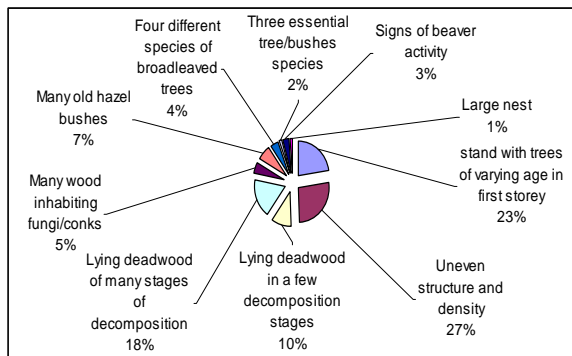 Four different
species of
broadleaved
trees
4%
Three essential
tree/bushes
species
2%
Signs of beaver
activity
3%
Large nest
1%
stand with trees
of varying age in
first storey
23%
Uneven
structure and
density
27%
Lying deadwood
in a few
decomposition
stages
10%
Lying deadwood
of many stages
of
decomposition
18%
Many wood
inhabiting
fungi/conks
5%
Many old hazel
bushes
7%